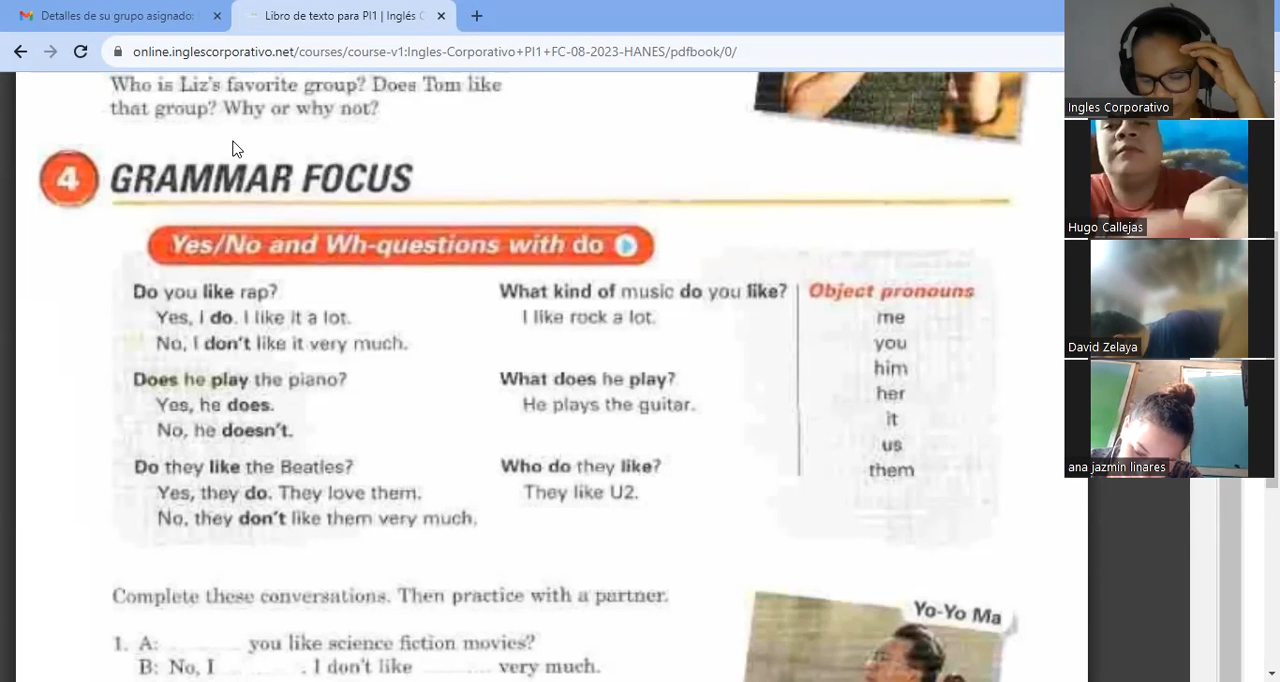 Detalles de su grupo asignado:
Libro de texto para PI1 | Inglés C
online.inglescorporativo.net/courses/course-v1:Ingles-Corporativo+PI1+FC-08-2023-HANES/pdfbook/0/
Who is Liz's favorite group? Does Tom like
that group? Why or why not?
4 GRAMMAR FOCUS
Yes/No and Wh-questions with do
Do you like rap?
Yes, I do. I like it a lot.
No, I don't like it very much.
Does he play the piano?
Yes, he does.
No, he doesn't.
Do they like the Beatles?
Yes, they do. They love them.
No, they don't like them very much.
What kind of music do you like?
I like rock a lot.
What does he play?
He plays the guitar.
Who do they like?
They like U2.
Object pronouns
me
you
him
her
it
us
them
Complete these conversations. Then practice with a partner.
1. A: you like science fiction movies?
B: No, I . I don't like very much.
Yo-Yo Ma
Ingles Corporativo
Hugo Callejas
David Zelaya
ana jazmin linares